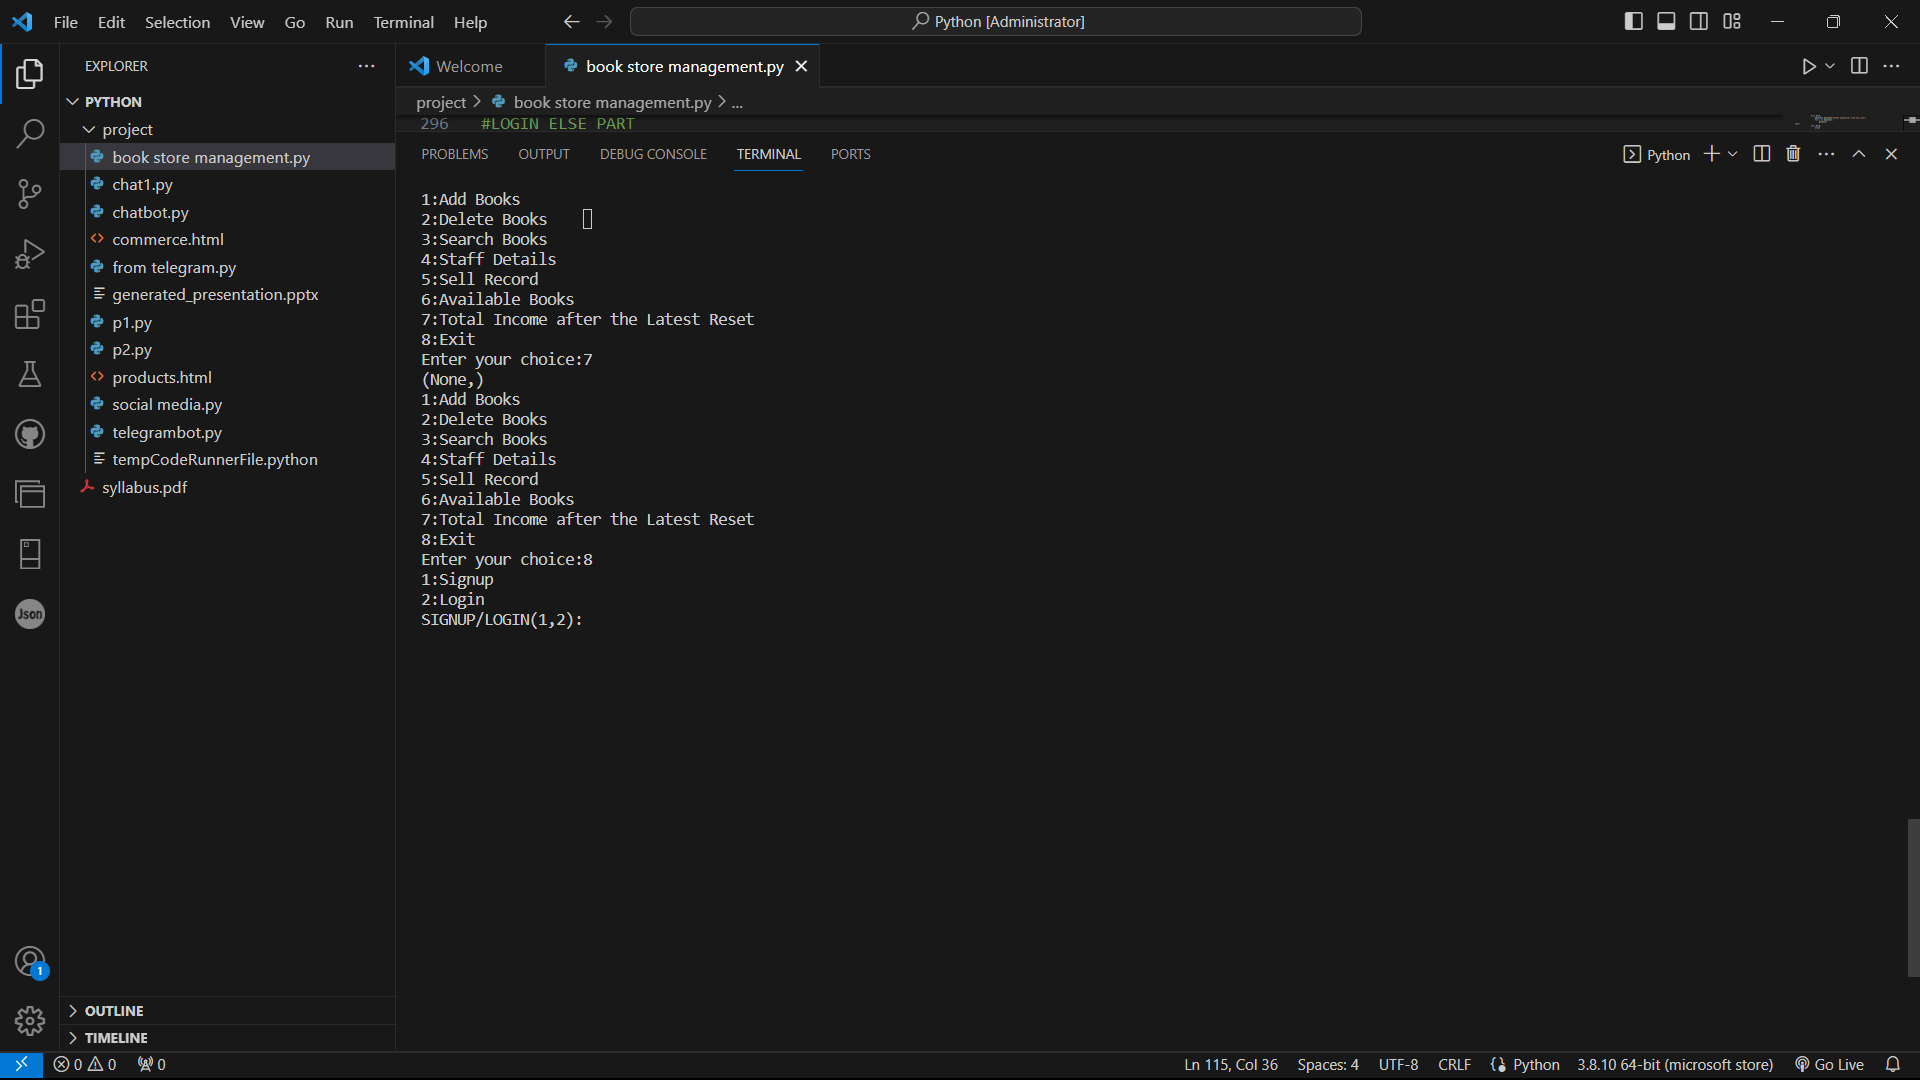 File Edit Selection View Go Run Terminal Help
Python [Administrator]
EXPLORER
PYTHON
project
book store management.py
chat1.py
chatbot.py
commerce.html
from telegram.py
generated_presentation.pptx
p1.py
p2.py
products.html
social media.py
telegrambot.py
tempCodeRunnerFile.python
syllabus.pdf
Json
1
OUTLINE
TIMELINE
Welcome
book store management.py
project > book store management.py > ...
296 #LOGIN ELSE PART
PROBLEMS OUTPUT DEBUG CONSOLE TERMINAL PORTS
Python
1:Add Books
2:Delete Books
3:Search Books
4:Staff Details
5:Sell Record
6:Available Books
7:Total Income after the Latest Reset
8:Exit
Enter your choice:7
(None,)
1:Add Books
2:Delete Books
3:Search Books
4:Staff Details
5:Sell Record
6:Available Books
7:Total Income after the Latest Reset
8:Exit
Enter your choice:8
1:Signup
2:Login
SIGNUP/LOGIN(1,2):
0 0 0 Ln 115, Col 36 Spaces: 4 UTF-8 CRLF Python 3.8.10 64-bit (microsoft store) Go Live